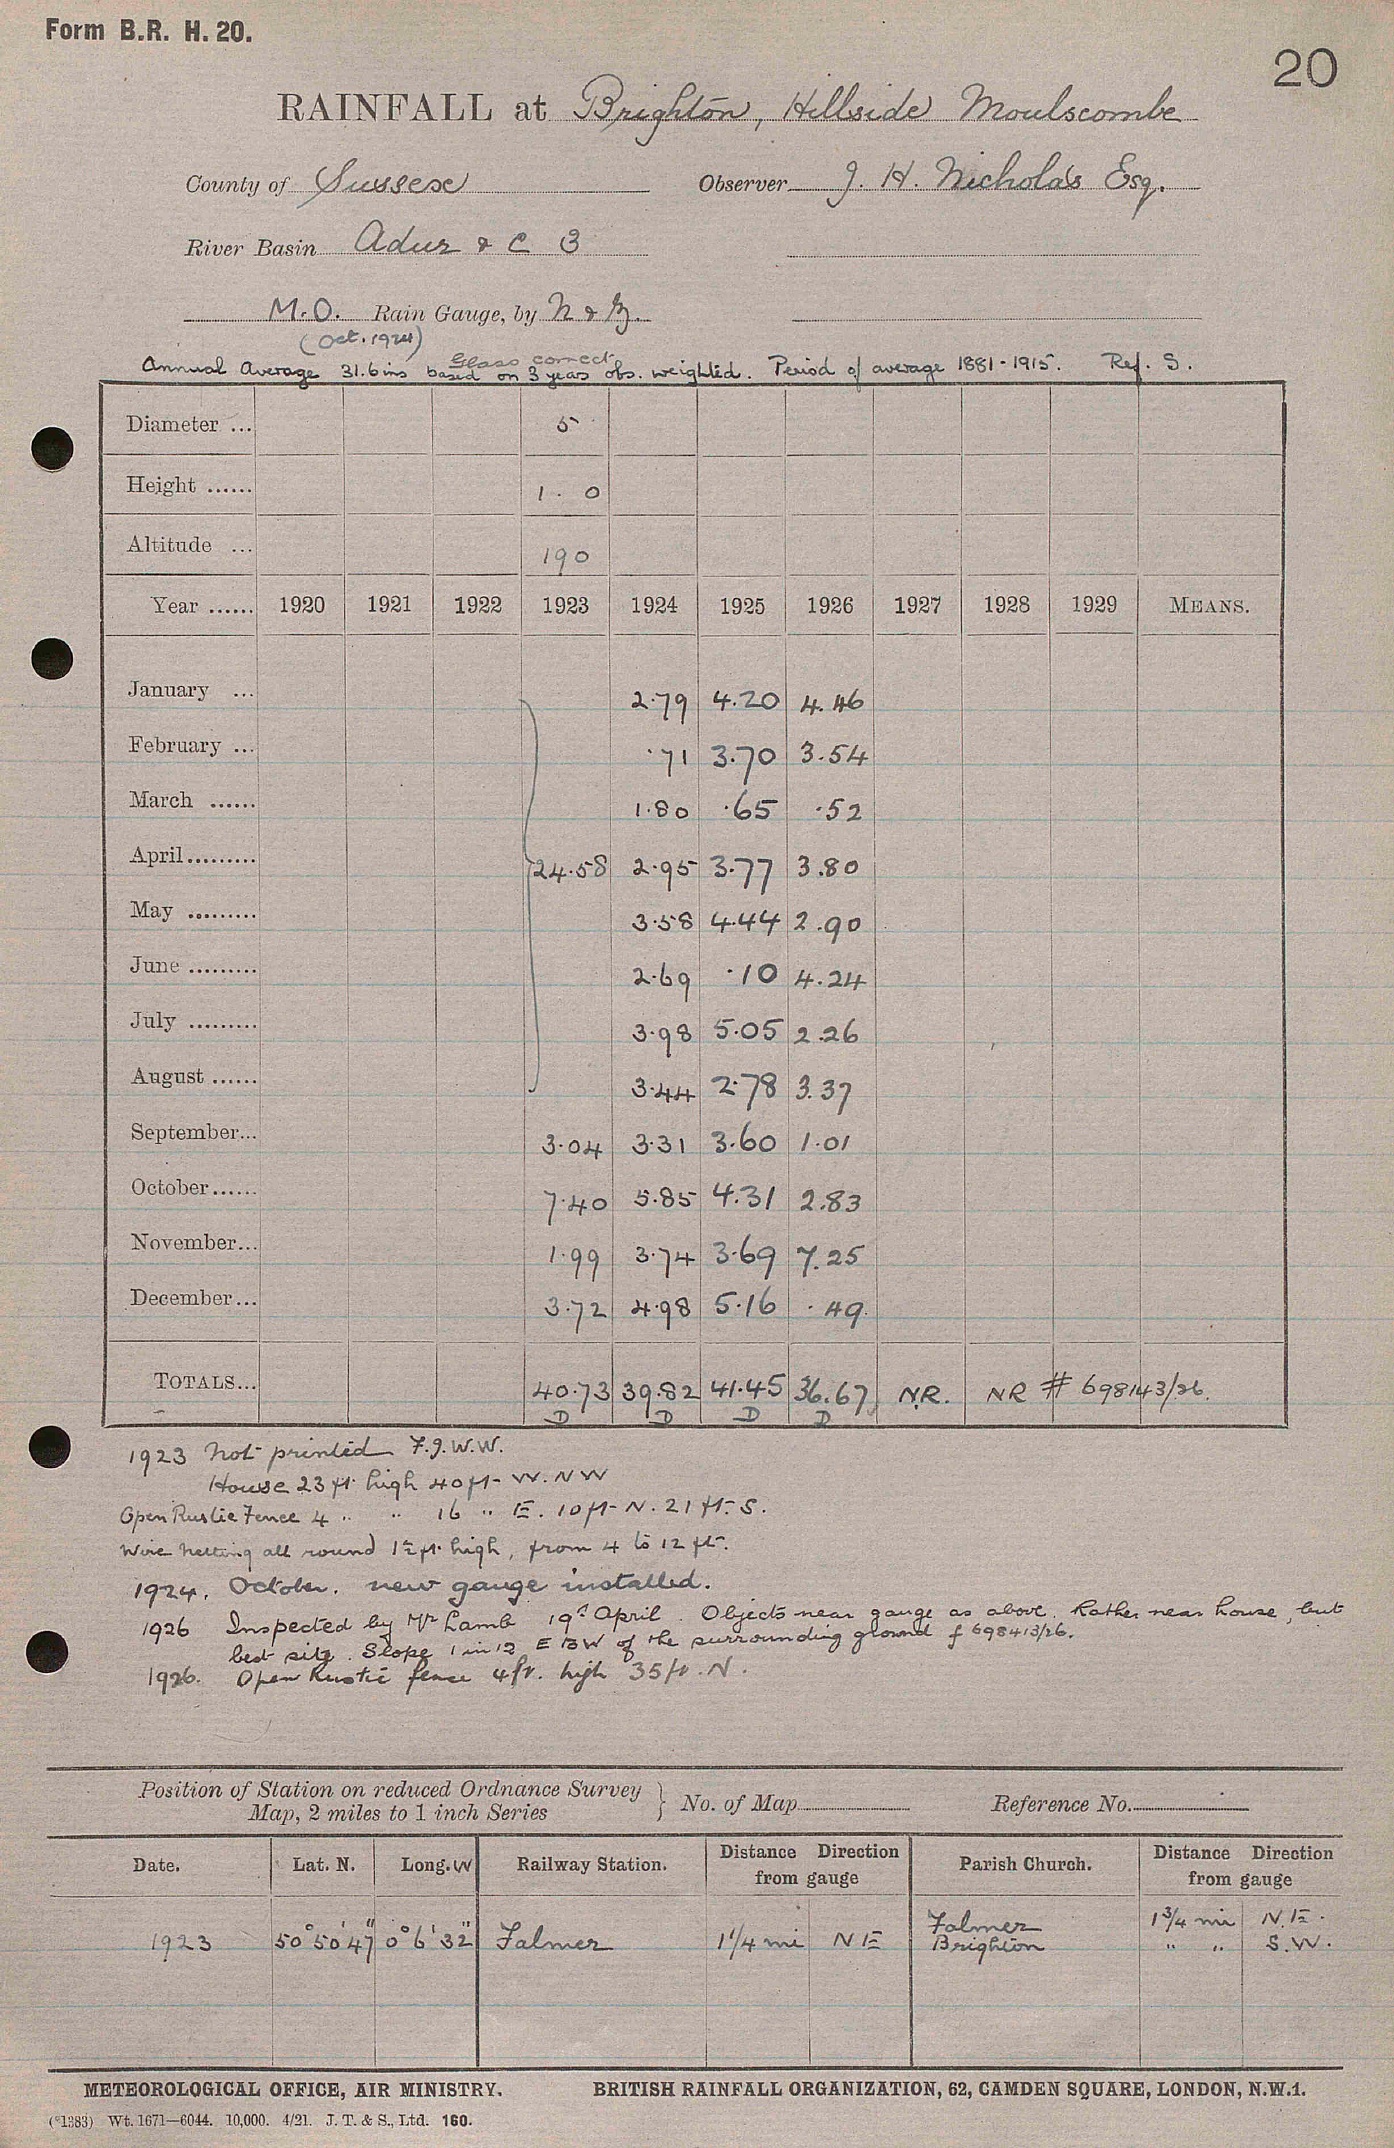 Form B.R. H. 20.
20
RAINFALL at Brighton, Hillside Moulscombe
County of Sussex Observer J. H. Nicholas Esq.
River Basin Adur & C 3
M.O. Rain Gauge, by N & Z.
(Oct. 1924)
Glass correct
Annual Average 31.6 ins based on 3 years obs. weighted. Period of average 1881-1915. Ref. S.
Diameter ... 5
Height ...... 1. 0
Altitude ... 190
Year ...... 1920 1921 1922 1923 1924 1925 1926 1927 1928 1929 MEANS.
January ... 2.79 4.20 4.46
February ... .71 3.70 3.54
March ...... 1.80 .65 .52
April......... 24.58 2.95 3.77 3.80
May ......... 3.58 4.44 2.90
June ......... 2.69 .10 4.24
July ......... 3.98 5.05 2.26
August ...... 3.44 2.78 3.37
September... 3.04 3.31 3.60 1.01
October...... 7.40 5.85 4.31 2.83
November... 1.99 3.74 3.69 7.25
December... 3.72 4.98 5.16 .49
TOTALS... 40.73 39.82 41.45 36.67 N.R. NR # 698143/26.
D D D D
1923 Not printed F.J.W.W.
House 23 ft. high 40 ft. W.NW
Open Rustic Fence 4 " " 16 " E. 10 ft. N. 21 ft. S.
Wire netting all round 1½ ft. high, from 4 to 12 ft.
1924. October. new gauge installed.
1926 Inspected by Mr Lamb 19th April. Objects near gauge as above. Rather near house, but
best site. Slope 1 in 12 E to W of the surrounding ground f 698413/26.
1926. Open Rustic fence 4 ft. high 35 ft. N.
Position of Station on reduced Ordnance Survey
Map, 2 miles to 1 inch Series } No. of Map Reference No.
Date. Lat. N. Long. W Railway Station. Distance Direction from gauge Parish Church. Distance Direction from gauge
1923 50° 50' 47" 0° 6' 32" Falmer 1¼ mi NE Falmer 1¾ mi N.E.
Brighton " " S.W.
METEOROLOGICAL OFFICE, AIR MINISTRY. BRITISH RAINFALL ORGANIZATION, 62, CAMDEN SQUARE, LONDON, N.W.1.
(*1383) Wt. 1671—6044. 10,000. 4/21. J. T. & S., Ltd. 160.